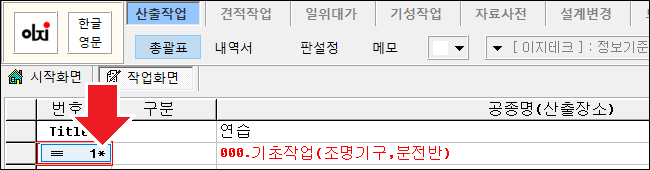 이지 한글 영문 산출작업 견적작업 일위대가 기성작업 자료사전 설계변경
총괄표 내역서 판설정 메모 [이지테크] : 정보기준
시작화면 작업화면
번호 구분 공종명(산출장소)
Title 연습
1* 000.기초작업(조명기구,분전반)